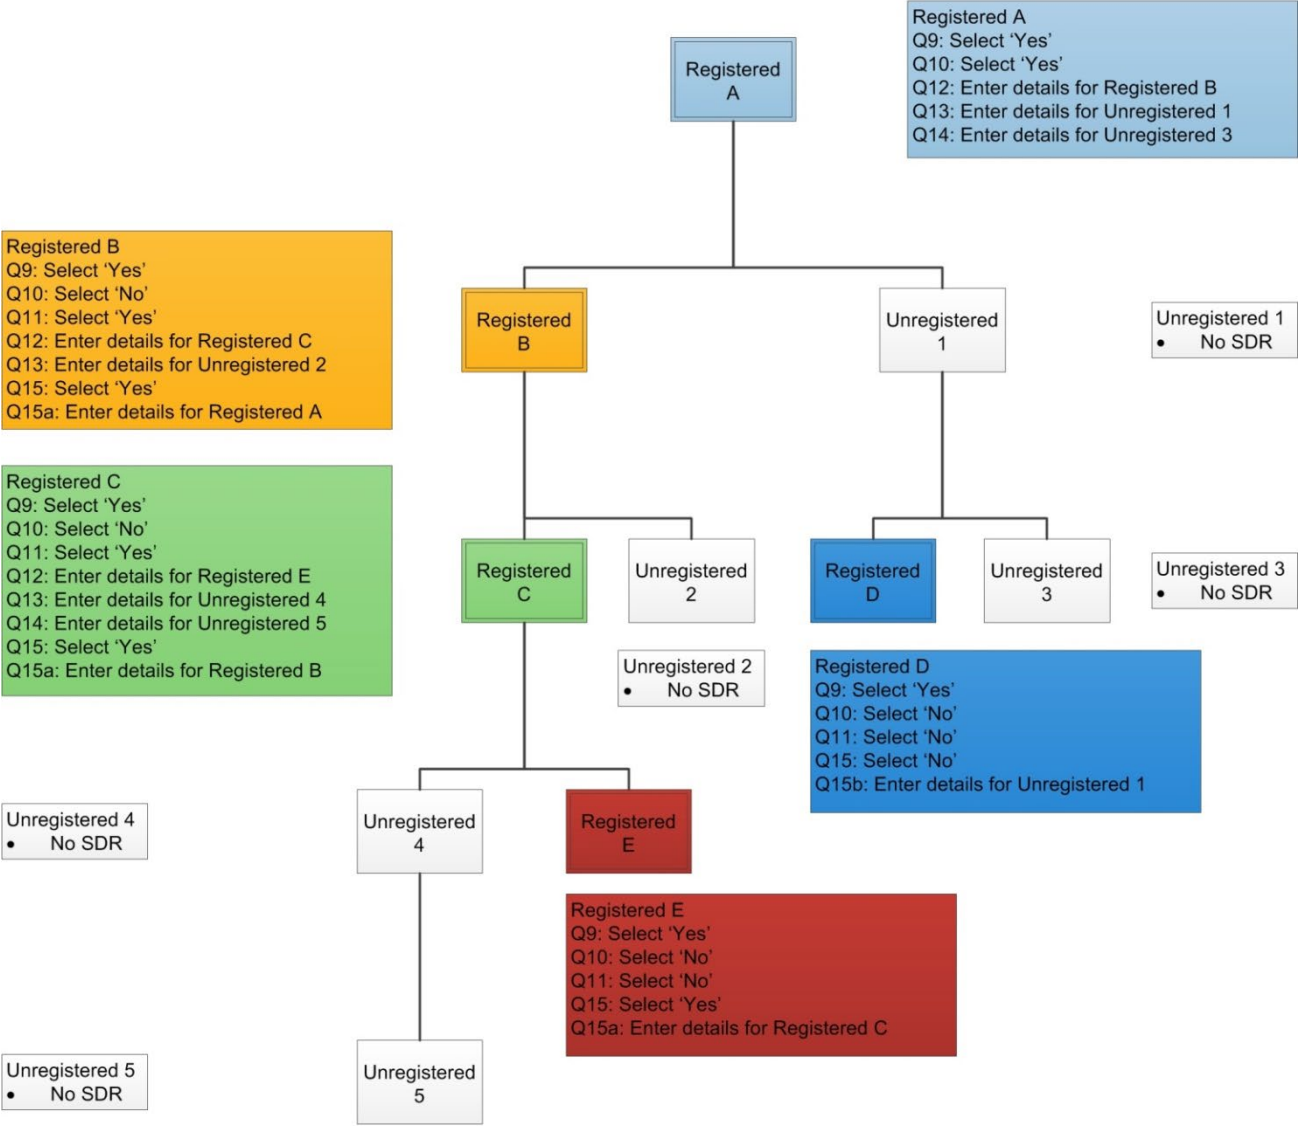 Registered A
Q9: Select ‘Yes’
Q10: Select ‘Yes’
Q12: Enter details for Registered B
Q13: Enter details for Unregistered 1
Q14: Enter details for Unregistered 3
Registered
A
Registered B
Q9: Select ‘Yes’
Q10: Select ‘No’
Q11: Select ‘Yes’
Q12: Enter details for Registered C
Q13: Enter details for Unregistered 2
Q15: Select ‘Yes’
Q15a: Enter details for Registered A
Registered
B
Unregistered
1
Unregistered 1
• No SDR
Registered C
Q9: Select ‘Yes’
Q10: Select ‘No’
Q11: Select ‘Yes’
Q12: Enter details for Registered E
Q13: Enter details for Unregistered 4
Q14: Enter details for Unregistered 5
Q15: Select ‘Yes’
Q15a: Enter details for Registered B
Registered
C
Unregistered
2
Registered
D
Unregistered
3
Unregistered 3
• No SDR
Unregistered 2
• No SDR
Registered D
Q9: Select ‘Yes’
Q10: Select ‘No’
Q11: Select ‘No’
Q15: Select ‘No’
Q15b: Enter details for Unregistered 1
Unregistered 4
• No SDR
Unregistered
4
Registered
E
Registered E
Q9: Select ‘Yes’
Q10: Select ‘No’
Q11: Select ‘No’
Q15: Select ‘Yes’
Q15a: Enter details for Registered C
Unregistered 5
• No SDR
Unregistered
5